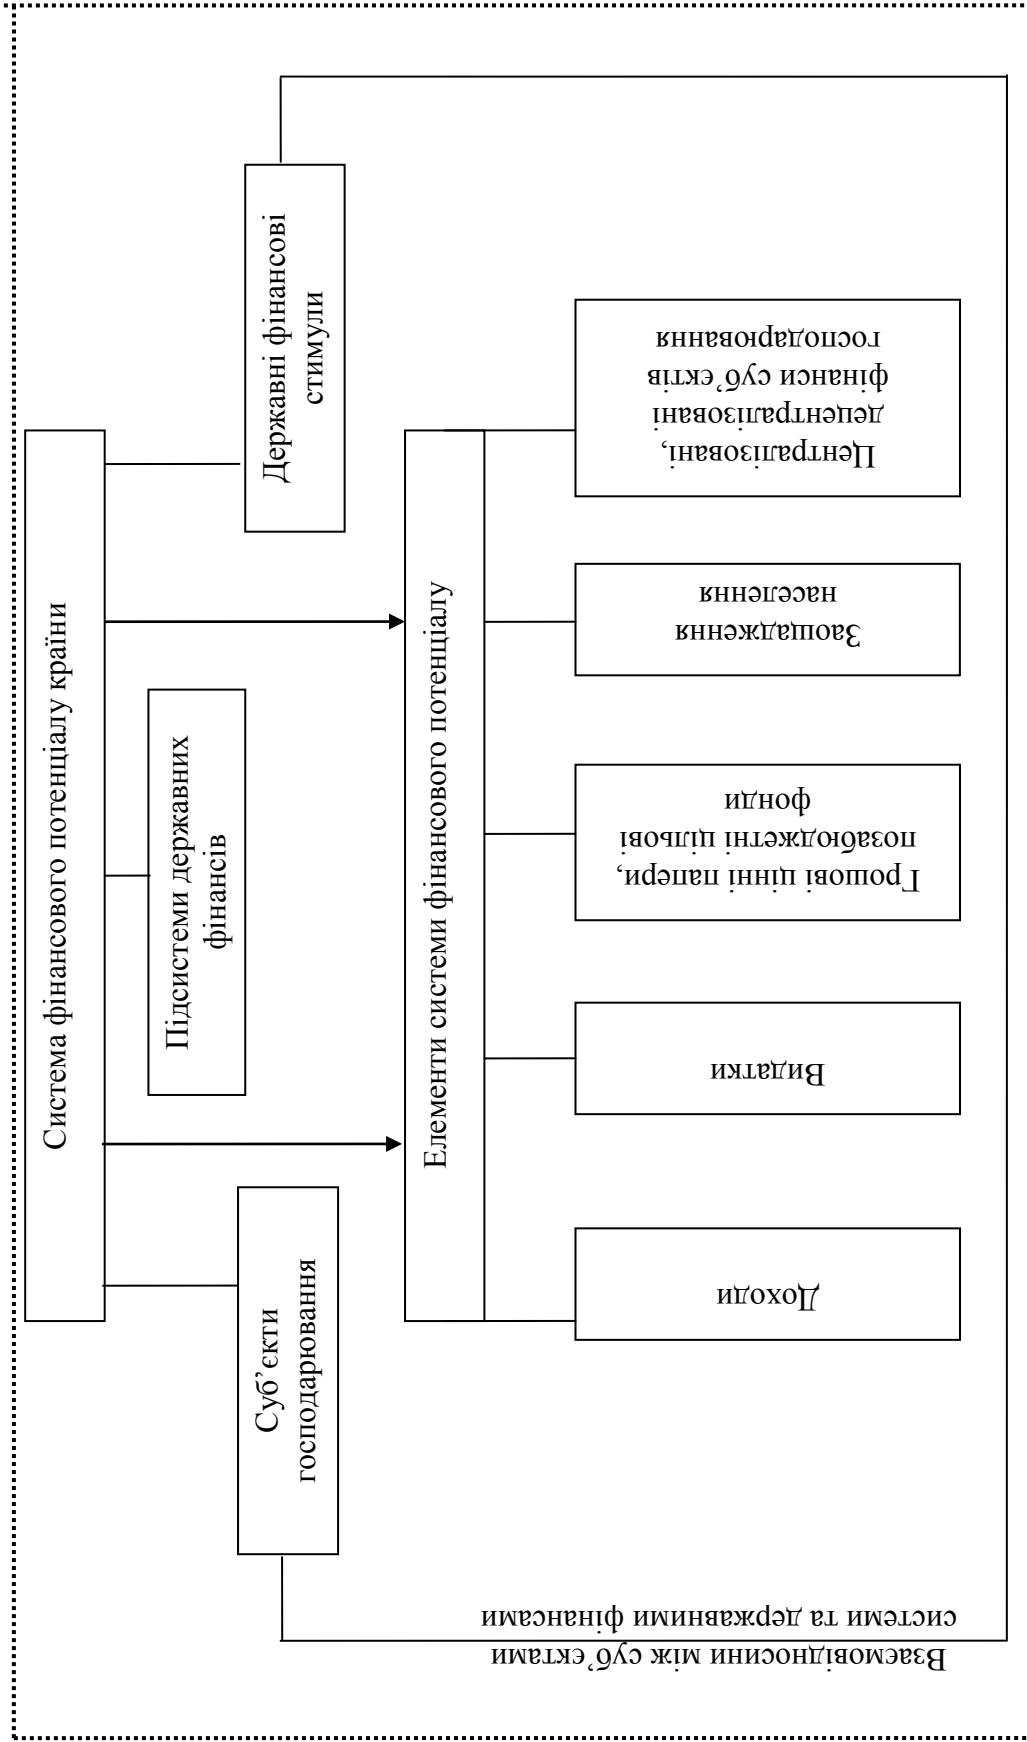 Система фінансового потенціалу країни
Суб’єкти
господарювання
Підсистеми державних
фінансів
Державні фінансові
стимули
Елементи системи фінансового потенціалу
Доходи
Видатки
Грошові цінні папери,
позабюджетні цільові
фонди
Заощадження
населення
Централізовані,
децентралізовані
фінанси суб’єктів
господарювання
Взаємовідносини між суб’єктами
системи та державними фінансами